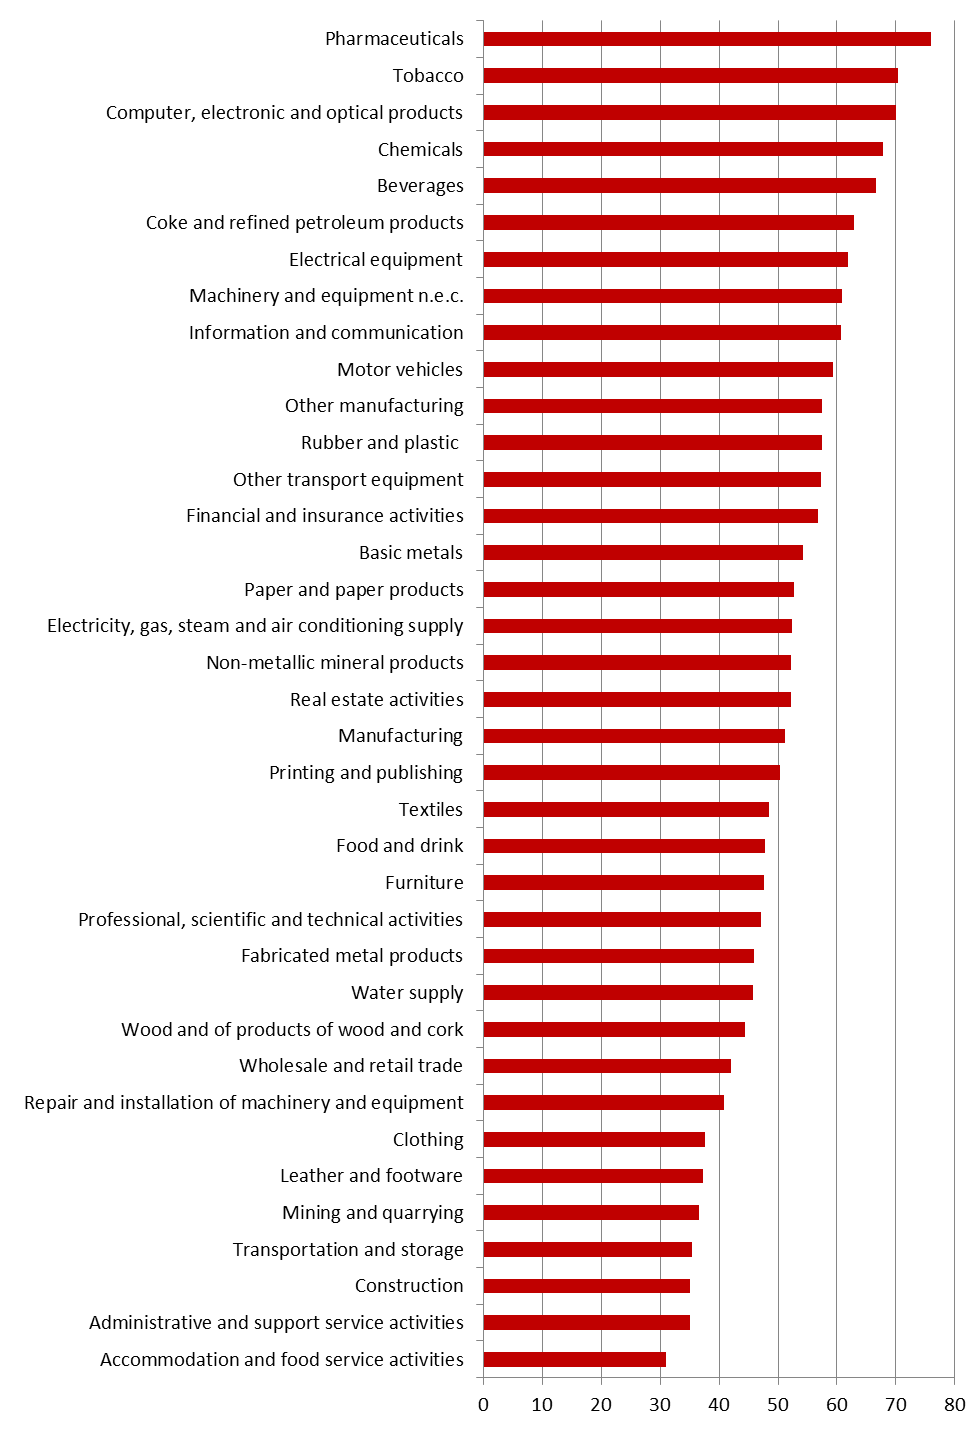 Pharmaceuticals
Tobacco
Computer, electronic and optical products
Chemicals
Beverages
Coke and refined petroleum products
Electrical equipment
Machinery and equipment n.e.c.
Information and communication
Motor vehicles
Other manufacturing
Rubber and plastic
Other transport equipment
Financial and insurance activities
Basic metals
Paper and paper products
Electricity, gas, steam and air conditioning supply
Non-metallic mineral products
Real estate activities
Manufacturing
Printing and publishing
Textiles
Food and drink
Furniture
Professional, scientific and technical activities
Fabricated metal products
Water supply
Wood and of products of wood and cork
Wholesale and retail trade
Repair and installation of machinery and equipment
Clothing
Leather and footware
Mining and quarrying
Transportation and storage
Construction
Administrative and support service activities
Accommodation and food service activities
0 10 20 30 40 50 60 70 80